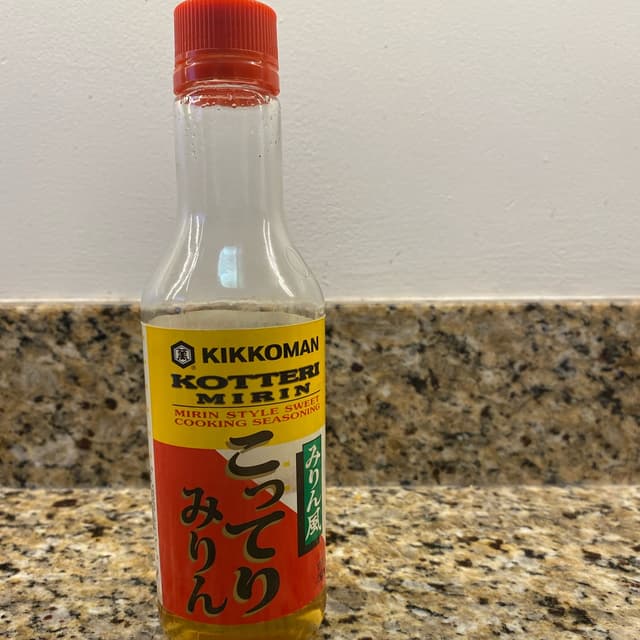 KIKKOMAN
KOTTERI
MIRIN
MIRIN STYLE SWEET
COOKING SEASONING
みりん風
こってり
みりん